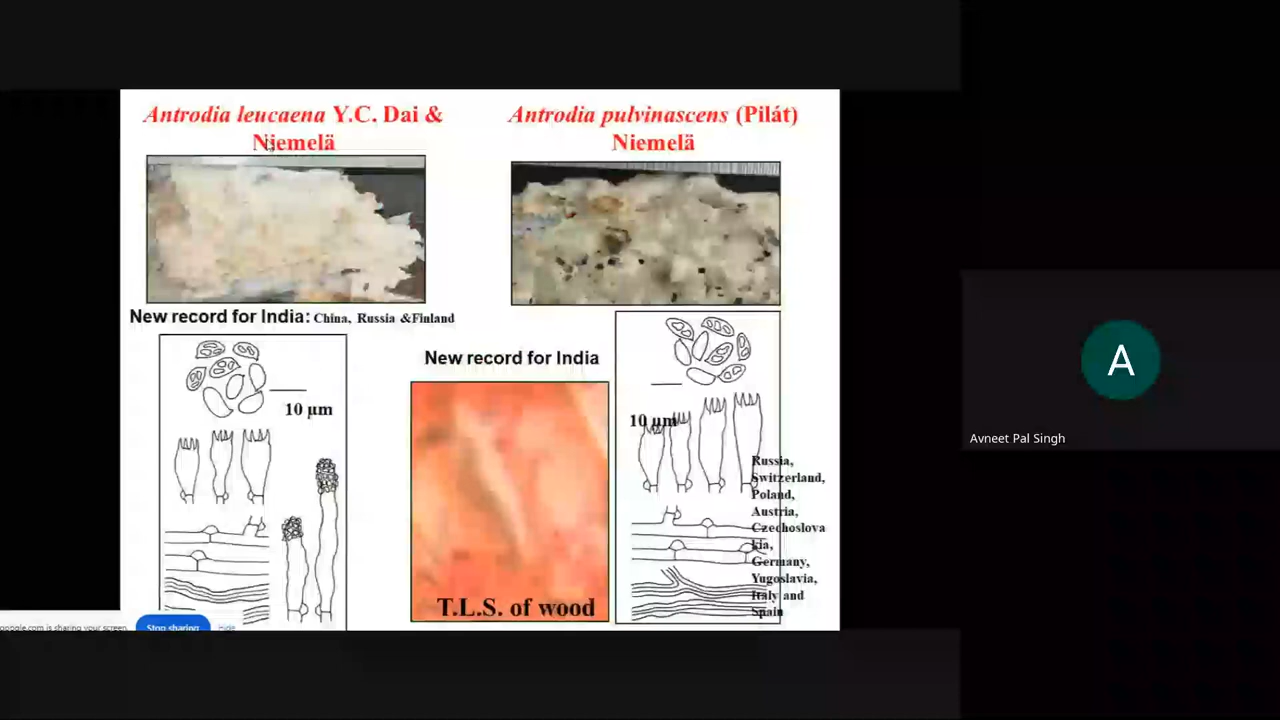 Antrodia leucaena Y.C. Dai &
Niemelä
Antrodia pulvinascens (Pilát)
Niemelä
New record for India: China, Russia &Finland
New record for India
10 µm
10 µm
Russia,
Switzerland,
Poland,
Austria,
Czechoslova
kia,
Germany,
Yugoslavia,
Italy and
Spain
T.L.S. of wood
google.com is sharing your screen.
Stop sharing
Hide
A
Avneet Pal Singh